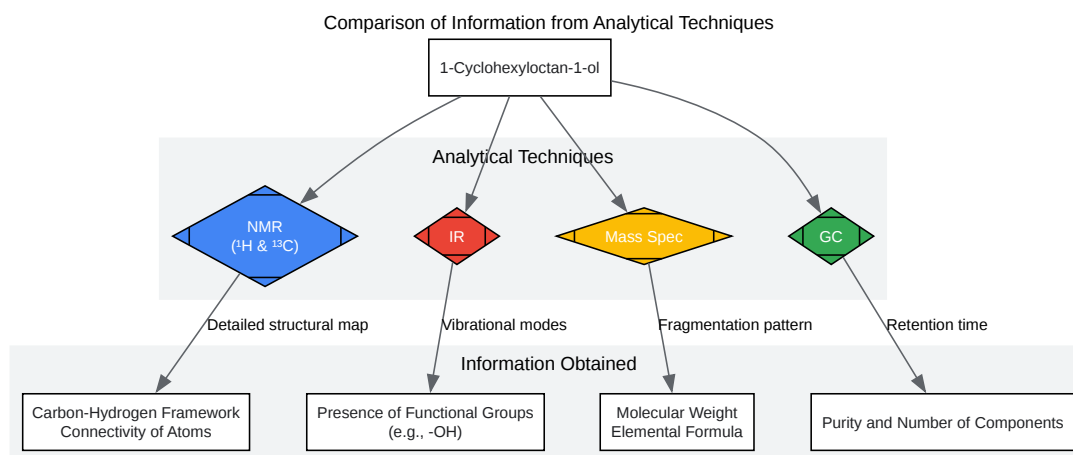 Comparison of Information from Analytical Techniques
1-Cyclohexyloctan-1-ol
Analytical Techniques
NMR
(¹H & ¹³C)
IR
Mass Spec
GC
Detailed structural map
Vibrational modes
Fragmentation pattern
Retention time
Information Obtained
Carbon-Hydrogen Framework
Connectivity of Atoms
Presence of Functional Groups
(e.g., -OH)
Molecular Weight
Elemental Formula
Purity and Number of Components